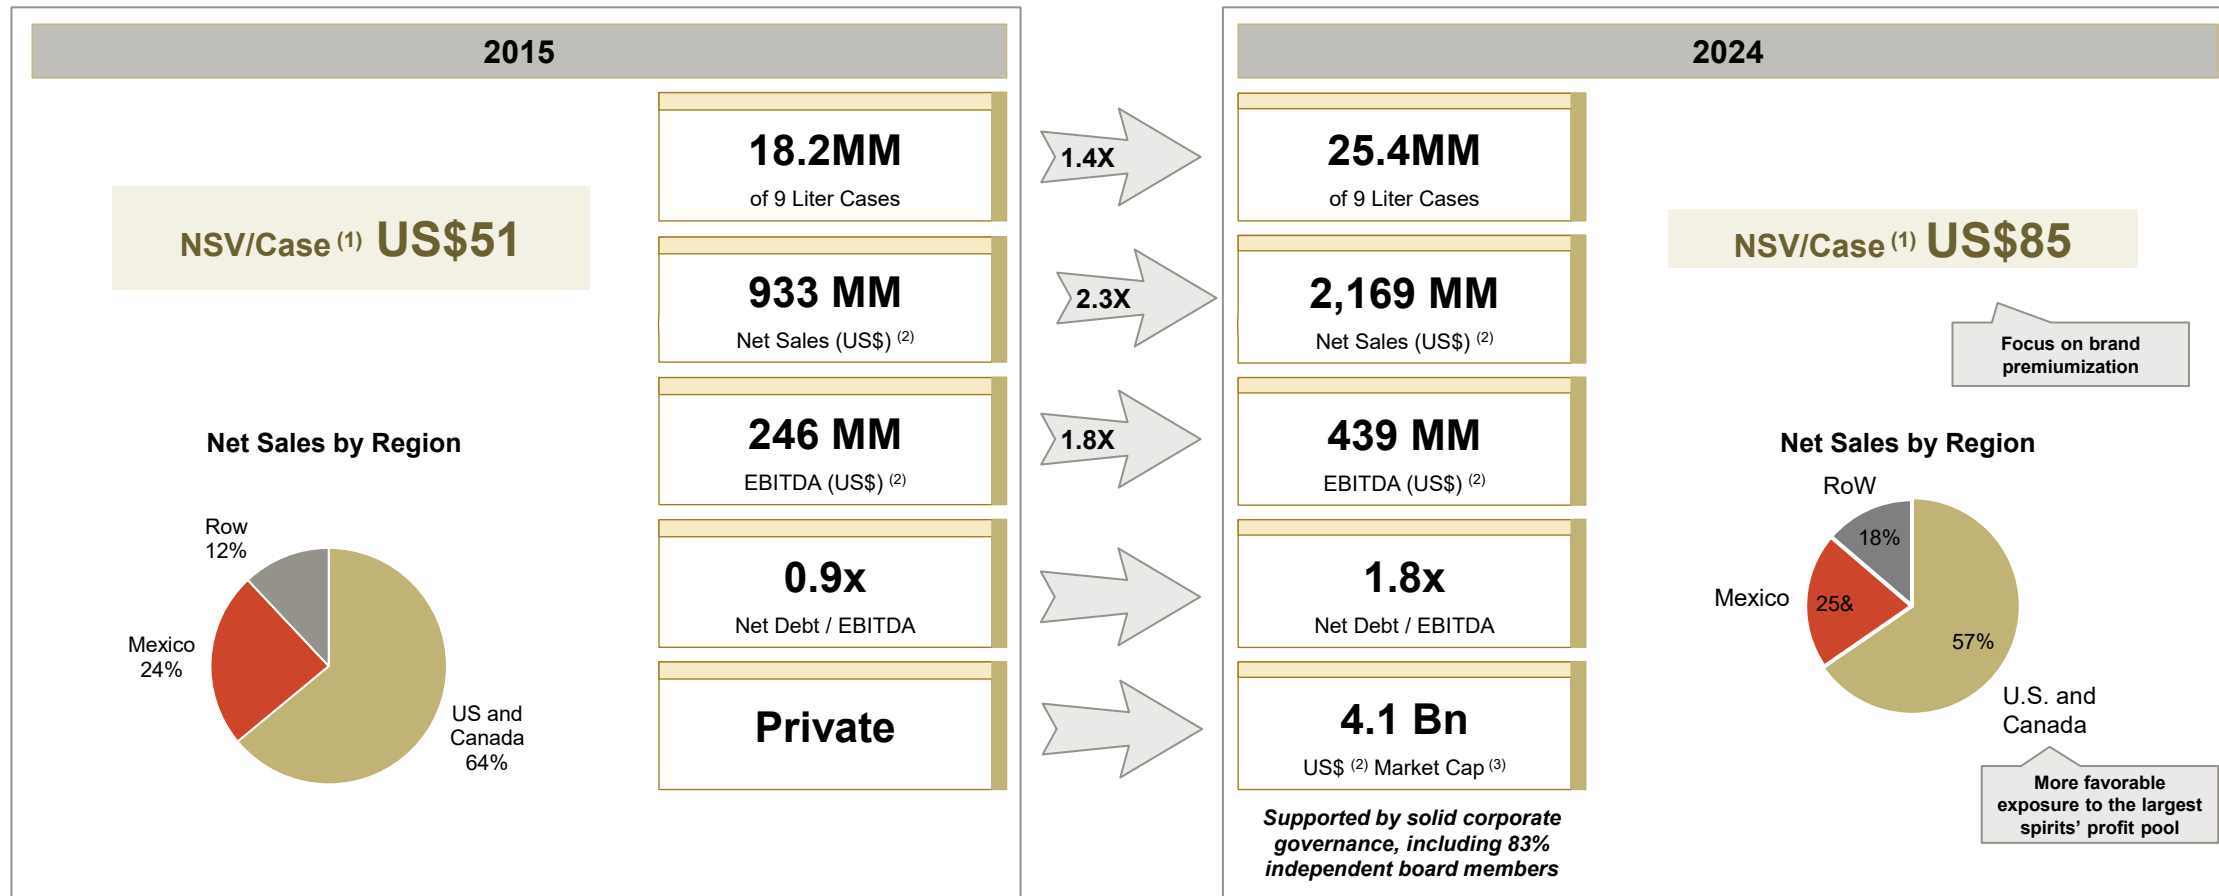 2015
NSV/Case (1) US$51
Net Sales by Region
Row
12%
Mexico
24%
US and
Canada
64%
18.2MM
of 9 Liter Cases
933 MM
Net Sales (US$) (2)
246 MM
EBITDA (US$) (2)
0.9x
Net Debt / EBITDA
Private
1.4X
2.3X
1.8X
2024
25.4MM
of 9 Liter Cases
2,169 MM
Net Sales (US$) (2)
439 MM
EBITDA (US$) (2)
1.8x
Net Debt / EBITDA
4.1 Bn
US$ (2) Market Cap (3)
Supported by solid corporate
governance, including 83%
independent board members
NSV/Case (1) US$85
Focus on brand
premiumization
Net Sales by Region
RoW
18%
Mexico
25&
57%
U.S. and
Canada
More favorable
exposure to the largest
spirits’ profit pool